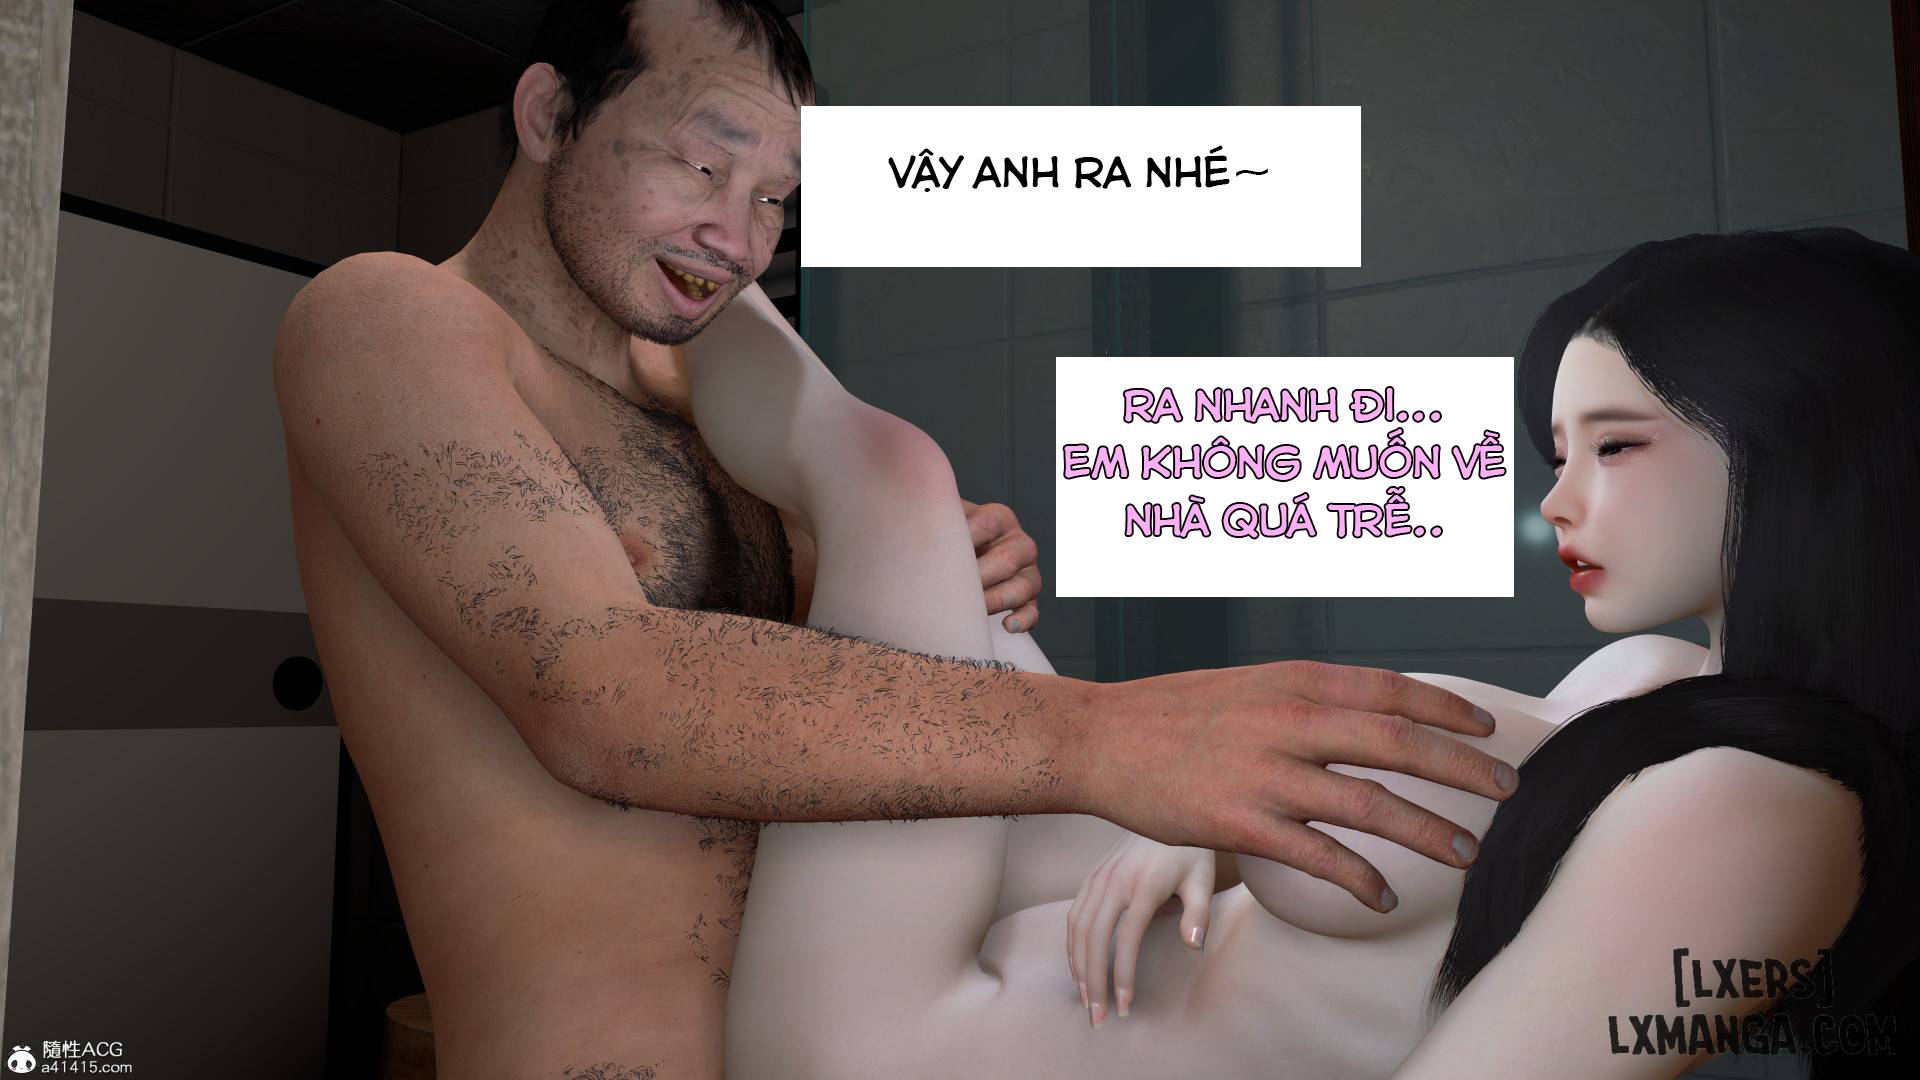 VẬY ANH RA NHÉ~
RA NHANH ĐI...
EM KHÔNG MUỐN VỀ
NHÀ QUÁ TRỄ..
[LXERS]
LXMANGA.COM
隨性ACG
a41415.com